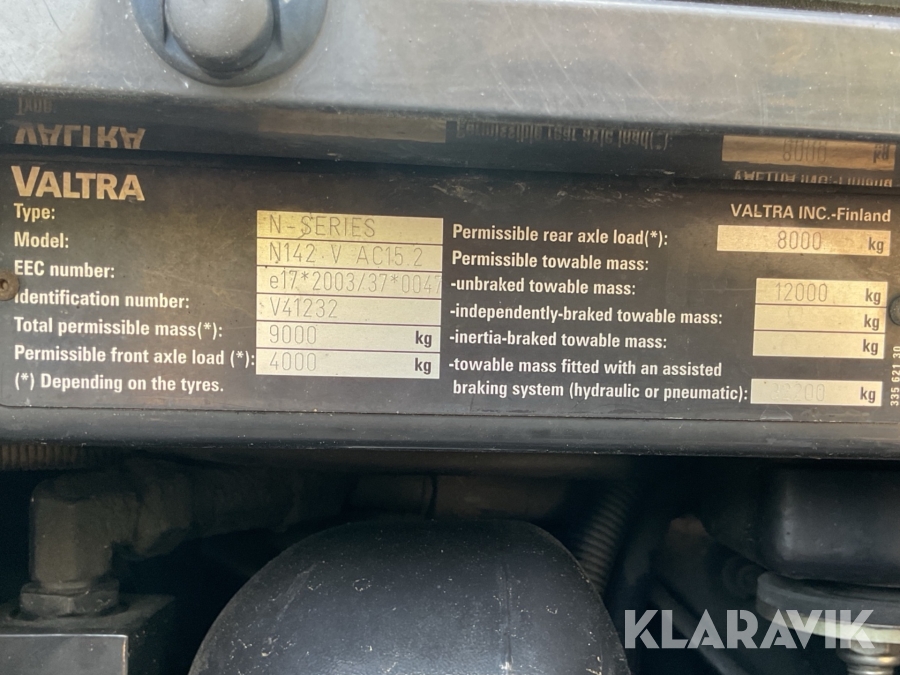 VALTRA
Type: N-SERIES
Model: N142 V AC15.2
EEC number: e17*2003/37*0047
Identification number: V41232
Total permissible mass(*): 9000 kg
Permissible front axle load (*): 4000 kg
(*) Depending on the tyres.
VALTRA INC.-Finland
Permissible rear axle load(*): 8000 kg
Permissible towable mass:
-unbraked towable mass: 12000 kg
-independently-braked towable mass: kg
-inertia-braked towable mass: kg
-towable mass fitted with an assisted
braking system (hydraulic or pneumatic): kg
335 621 30
KLARAVIK